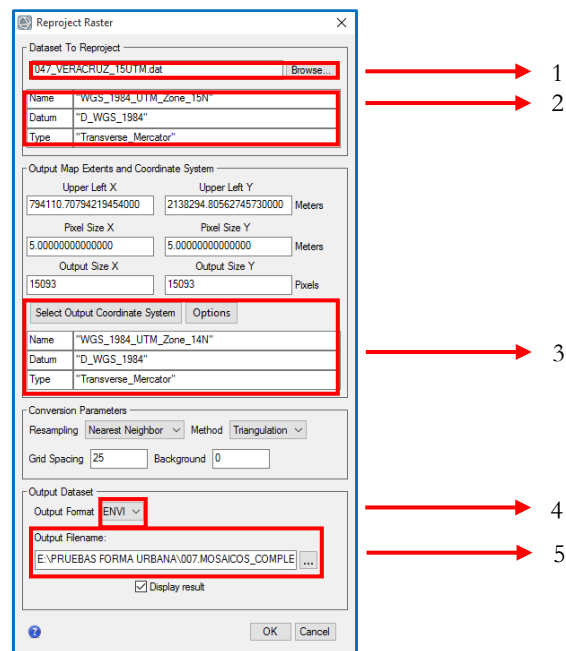 Reproject Raster
Dataset To Reproject
047_VERACRUZ_15UTM.dat Browse...
1
Name "WGS_1984_UTM_Zone_15N"
2
Datum "D_WGS_1984"
Type "Transverse_Mercator"
Output Map Extents and Coordinate System
Upper Left X Upper Left Y
794110.70794219454000 2138294.80562745730000 Meters
Pixel Size X Pixel Size Y
5.00000000000000 5.00000000000000 Meters
Output Size X Output Size Y
15093 15093 Pixels
Select Output Coordinate System Options
Name "WGS_1984_UTM_Zone_14N"
3
Datum "D_WGS_1984"
Type "Transverse_Mercator"
Conversion Parameters
Resampling Nearest Neighbor Method Triangulation
Grid Spacing 25 Background 0
Output Dataset
Output Format ENVI
4
Output Filename:
E:\PRUEBAS FORMA URBANA\007.MOSAICOS_COMPLE ...
5
Display result
? OK Cancel